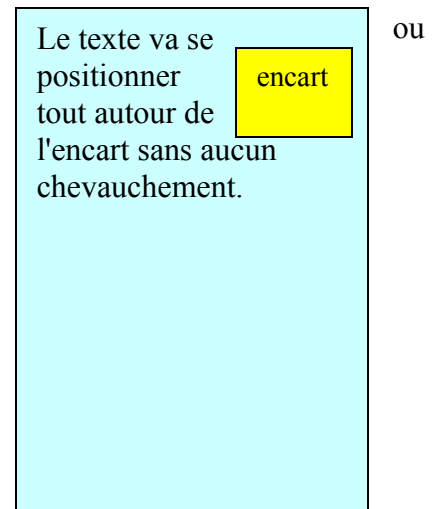 Le texte va se
positionner
tout autour de
l'encart sans aucun
chevauchement.
encart
ou